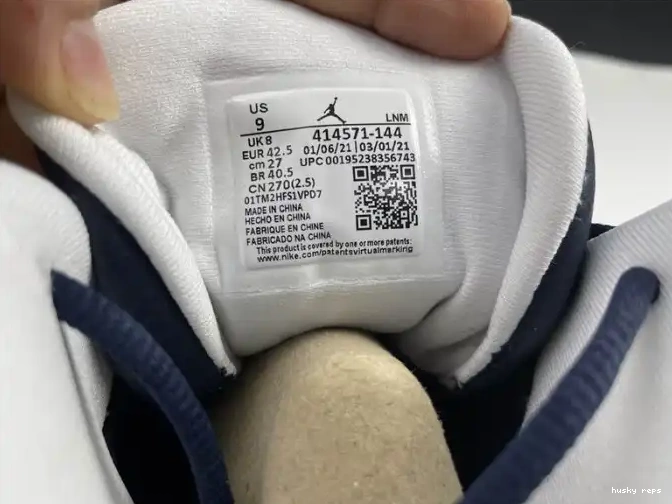 US
9
LNM
UK 8
414571-144
EUR 42.5
01/06/21 | 03/01/21
cm 27
UPC 00195238356743
BR 40.5
CN 270(2.5)
01TM2HFS1VPD7
MADE IN CHINA
HECHO EN CHINA
FABRIQUE EN CHINE
FABRICADO NA CHINA
This product is covered by one or more patents:
www.nike.com/patentsvirtualmarking
husky reps